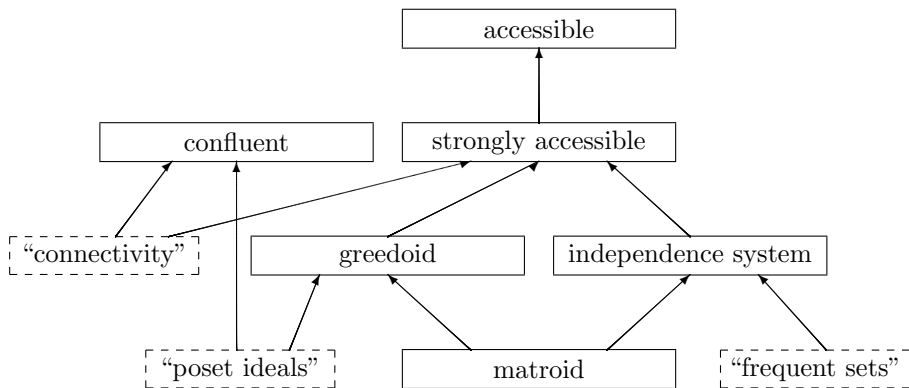 accessible
confluent
strongly accessible
“connectivity”
greedoid
independence system
“poset ideals”
matroid
“frequent sets”